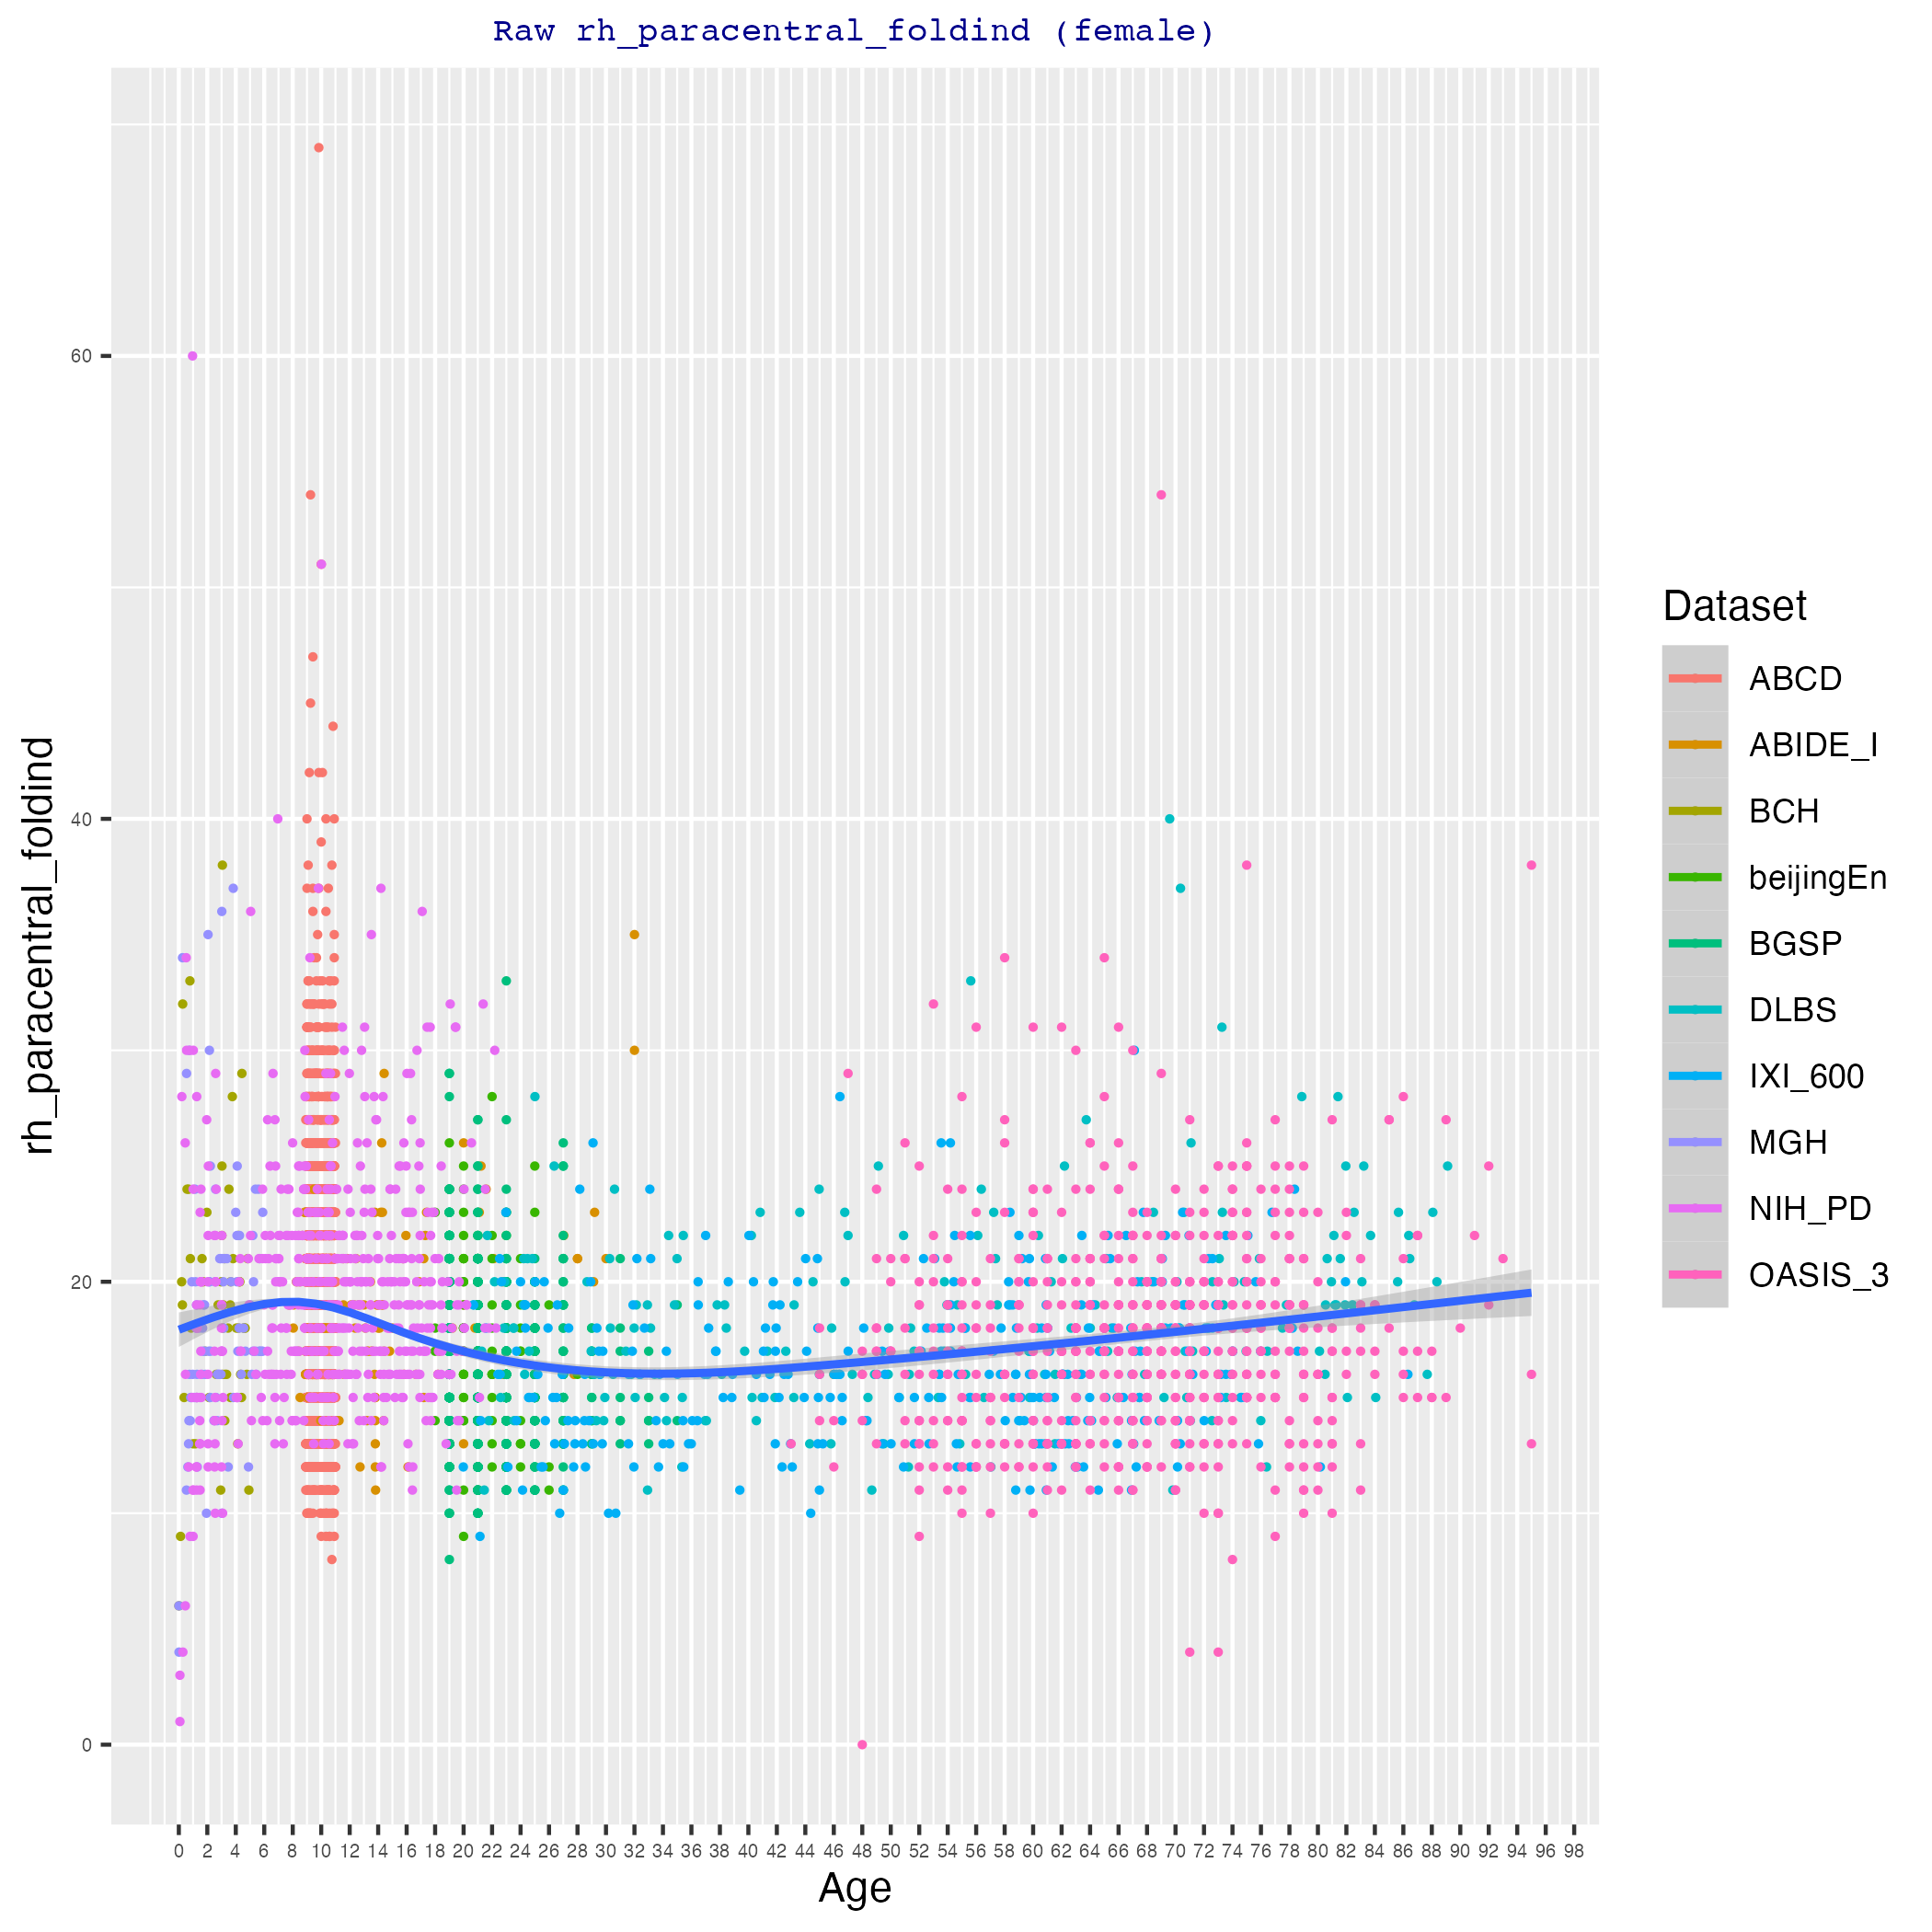 Raw rh_paracentral_foldind (female)
rh_paracentral_foldind
60
40
20
0
0 2 4 6 8 10 12 14 16 18 20 22 24 26 28 30 32 34 36 38 40 42 44 46 48 50 52 54 56 58 60 62 64 66 68 70 72 74 76 78 80 82 84 86 88 90 92 94 96 98
Age
Dataset
ABCD
ABIDE_I
BCH
beijingEn
BGSP
DLBS
IXI_600
MGH
NIH_PD
OASIS_3